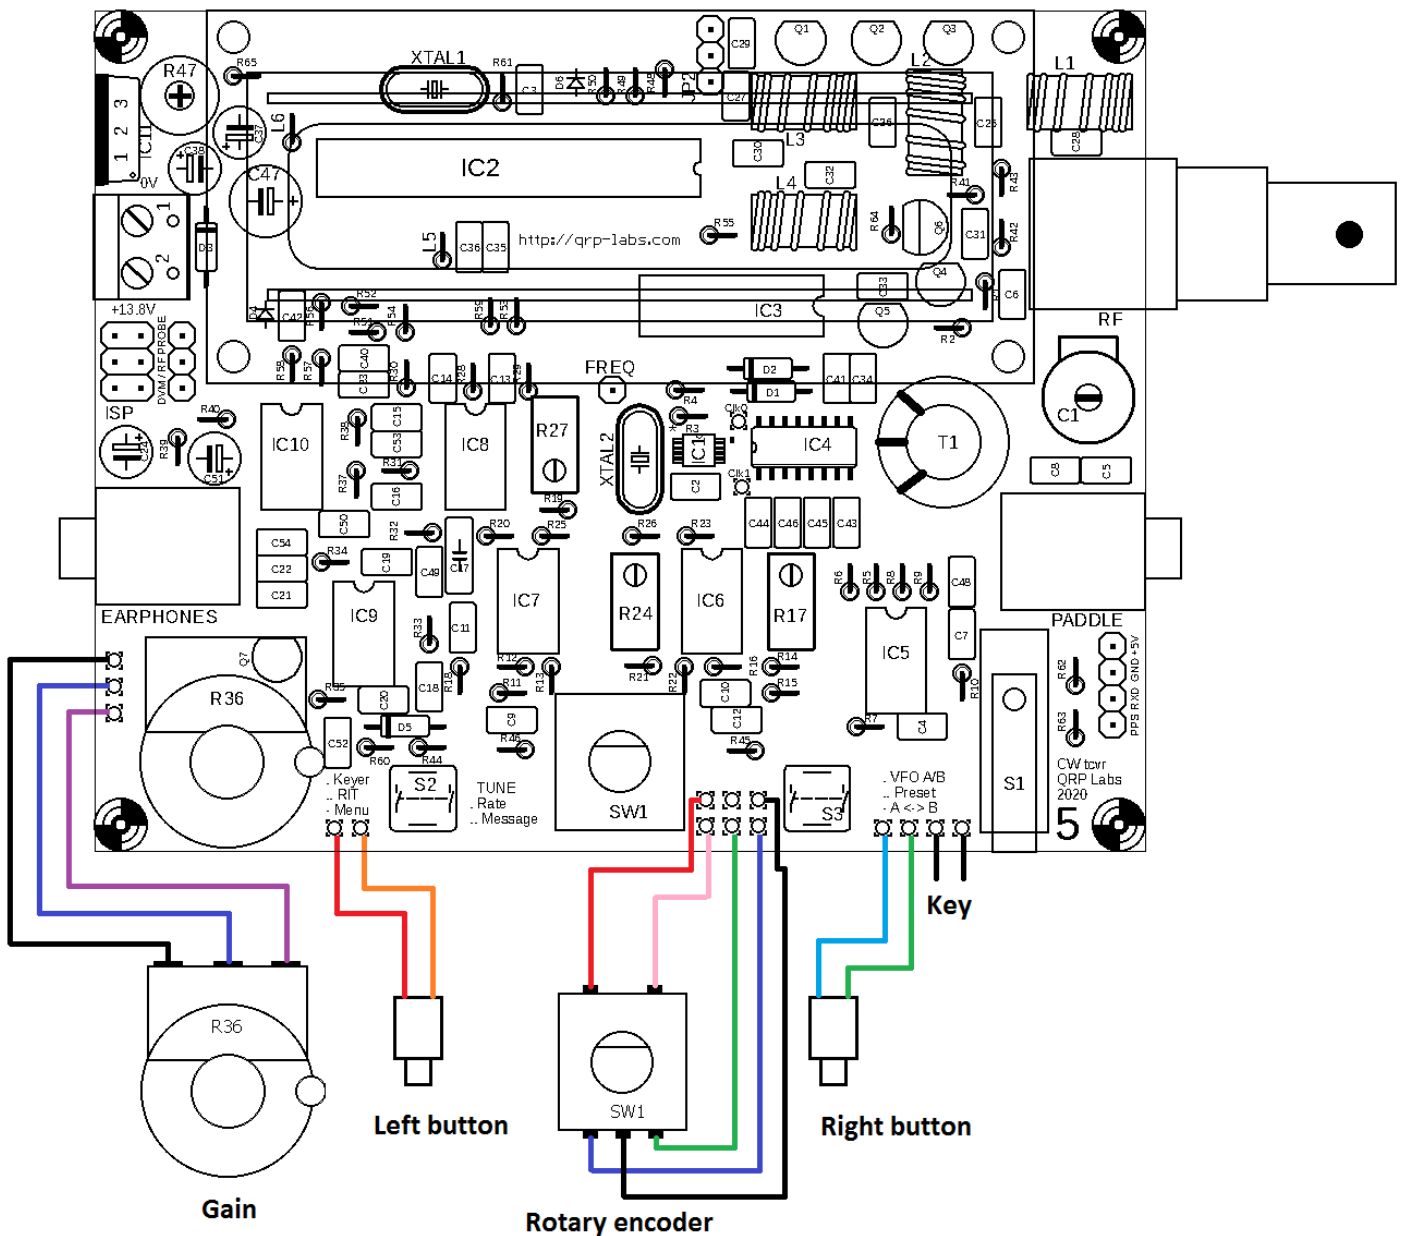 R65
XTAL1
R61
C3
D6
R50
R49
R48
JP2
C29
Q1
Q2
Q3
L2
L1
R47
3
2
1
IC11
C37
L6
C38
0V
C47
IC2
C27
L3
C30
C32
L4
C26
C25
C28
R41
R43
1
2
D3
L5
C36
C35
http://qrp-labs.com
R55
R64
Q6
C31
R42
Q4
C33
C6
+13.8V
D4
C42
R56
R52
R51
R54
R59
R53
IC3
Q5
R2
RF
ISP
DVM / RF PROBE
R58
R57
C40
C23
R30
C14
R28
C13
R29
FREQ
D2
D1
C41
C34
C1
R40
R39
C24
C51
IC10
R38
C15
C53
R37
R31
C16
IC8
R27
XTAL2
R4
*
R3
IC1
C2
Clk0
Clk1
IC4
T1
C8
C5
R19
C50
R32
R20
R25
R26
R23
C44
C46
C45
C43
EARPHONES
C54
C22
C21
R34
C19
C49
C17
IC9
R33
C11
IC7
R24
IC6
R17
R6
R5
R8
R9
C48
C7
IC5
PADDLE
Q7
R36
R35
C20
C18
R18
R12
R11
R13
R21
R22
R16
R14
R15
C10
C12
R10
R62
R63
PPS RXD GND +5V
C52
D5
R60
R44
C9
R46
R45
R7
C4
. Keyer
.. RIT
- Menu
S2
TUNE
. Rate
.. Message
SW1
S3
. VFO A/B
.. Preset
- A <-> B
S1
CW tcvr
QRP Labs
2020
5
Key
R36
SW1
Left button
Right button
Gain
Rotary encoder